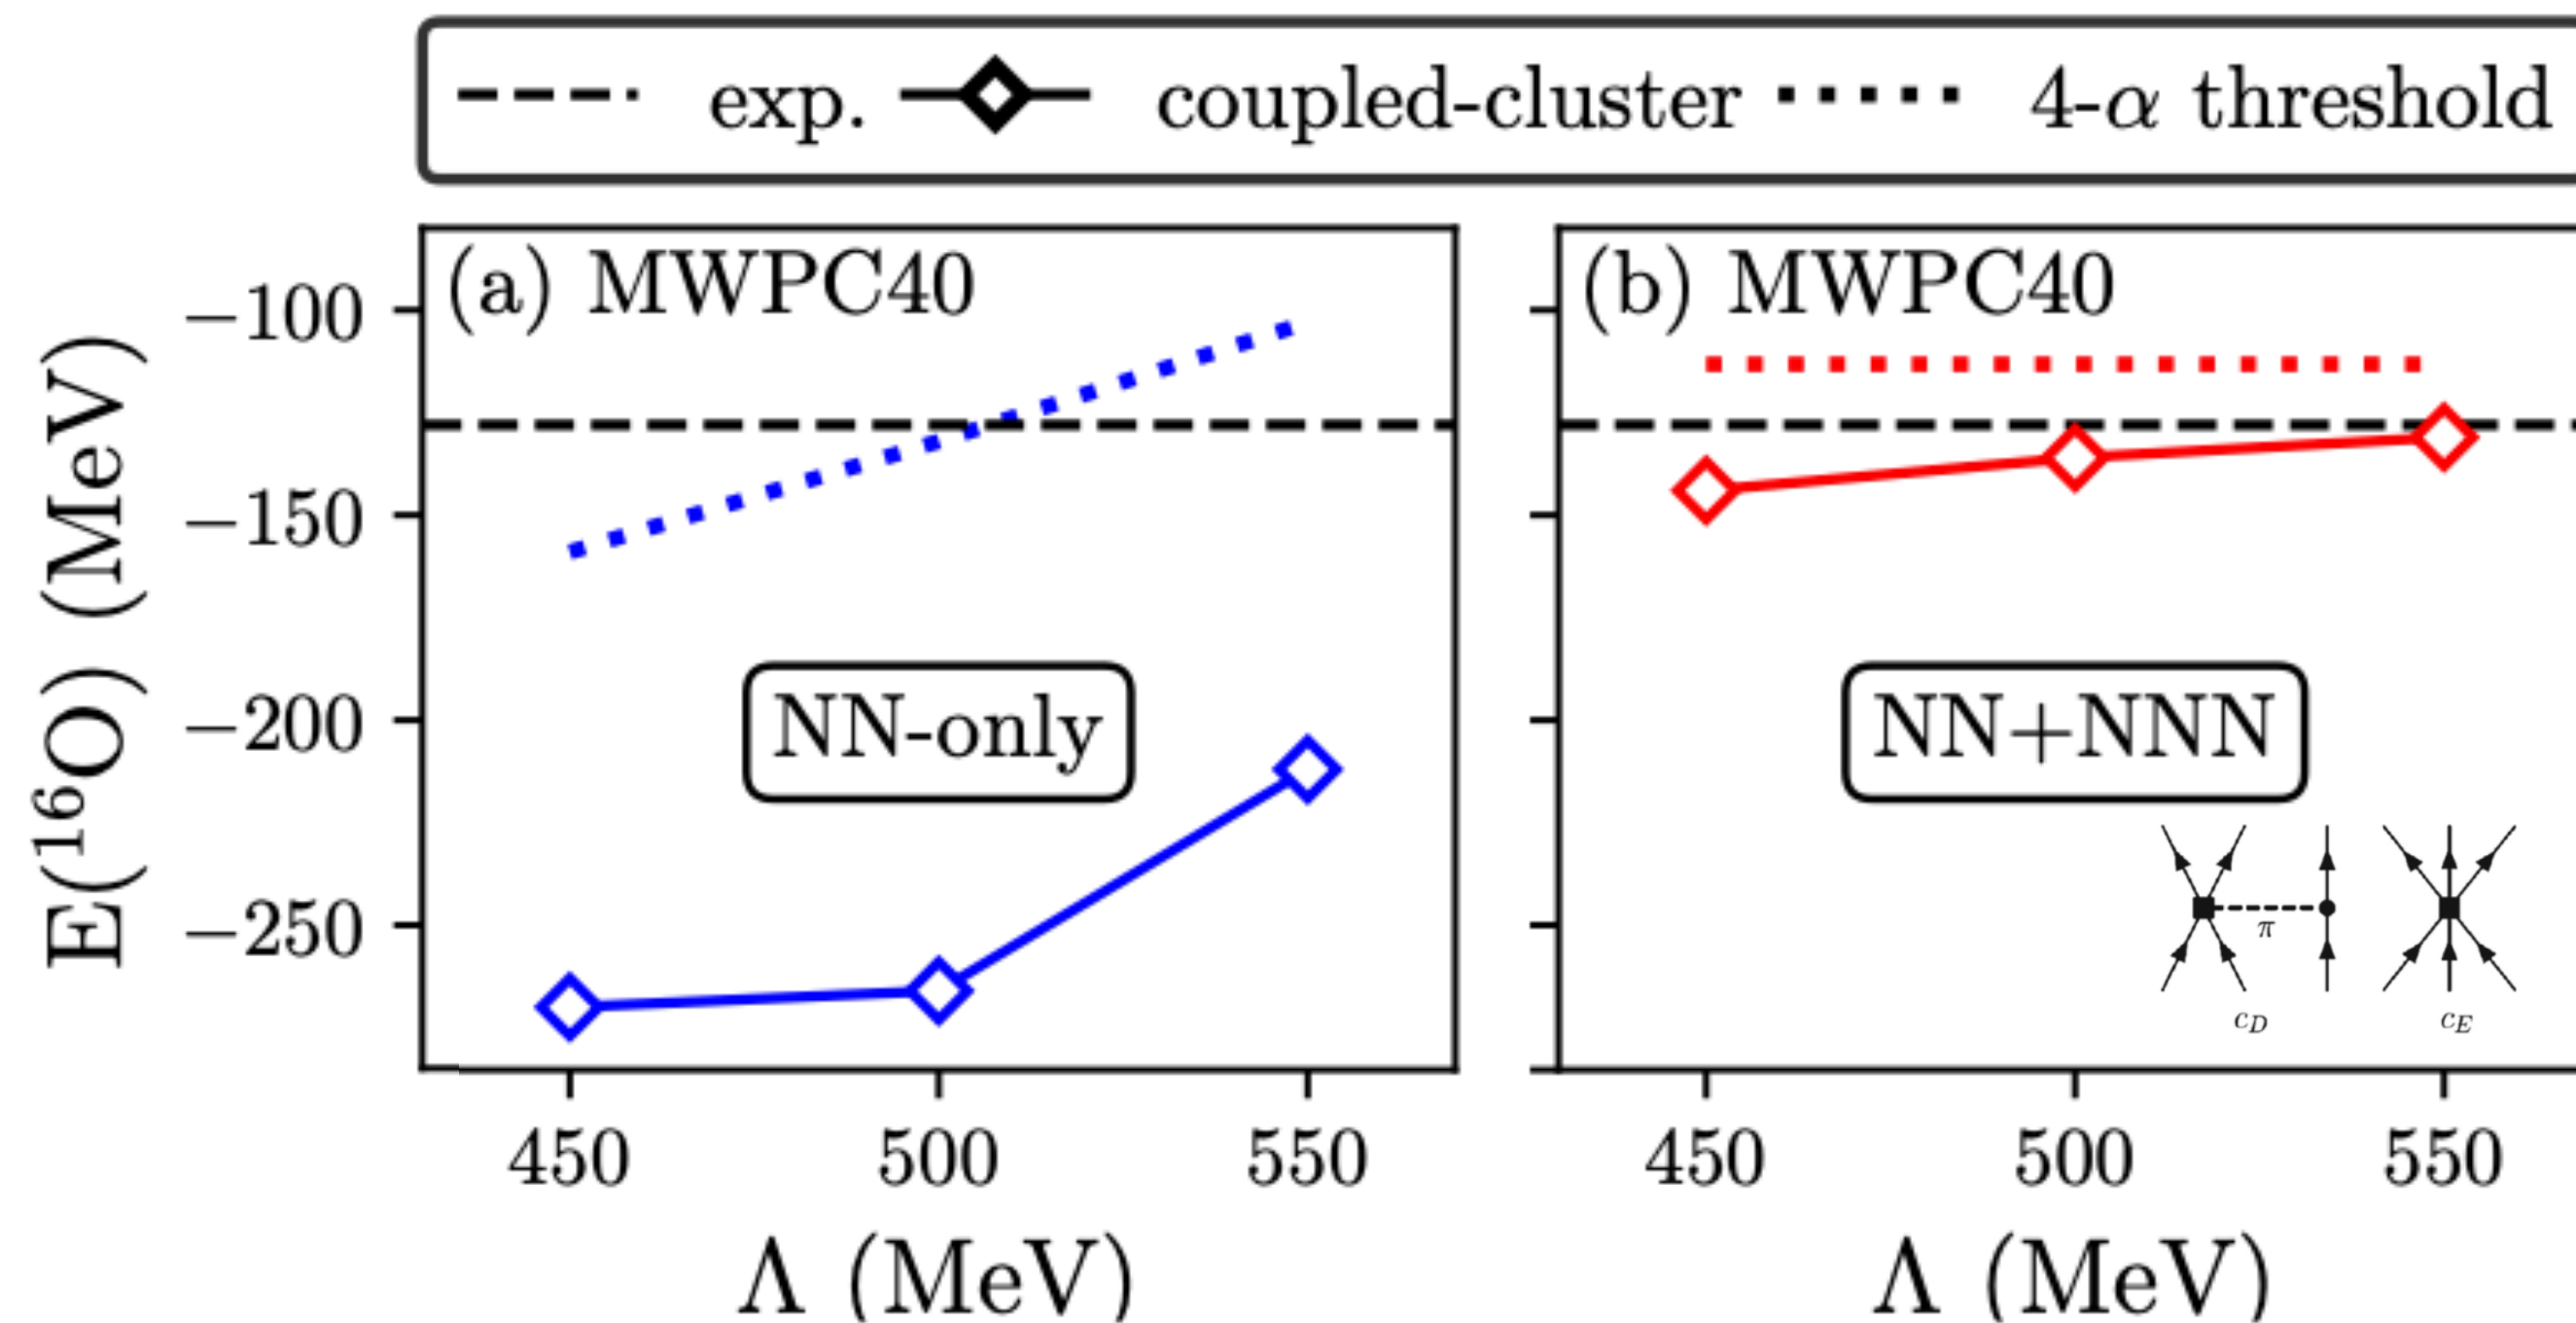 exp. coupled-cluster 4-α threshold
(a) MWPC40
(b) MWPC40
E(¹⁶O) (MeV)
−100
−150
−200
−250
NN-only
NN+NNN
π
c_D c_E
450 500 550
450 500 550
Λ (MeV)
Λ (MeV)